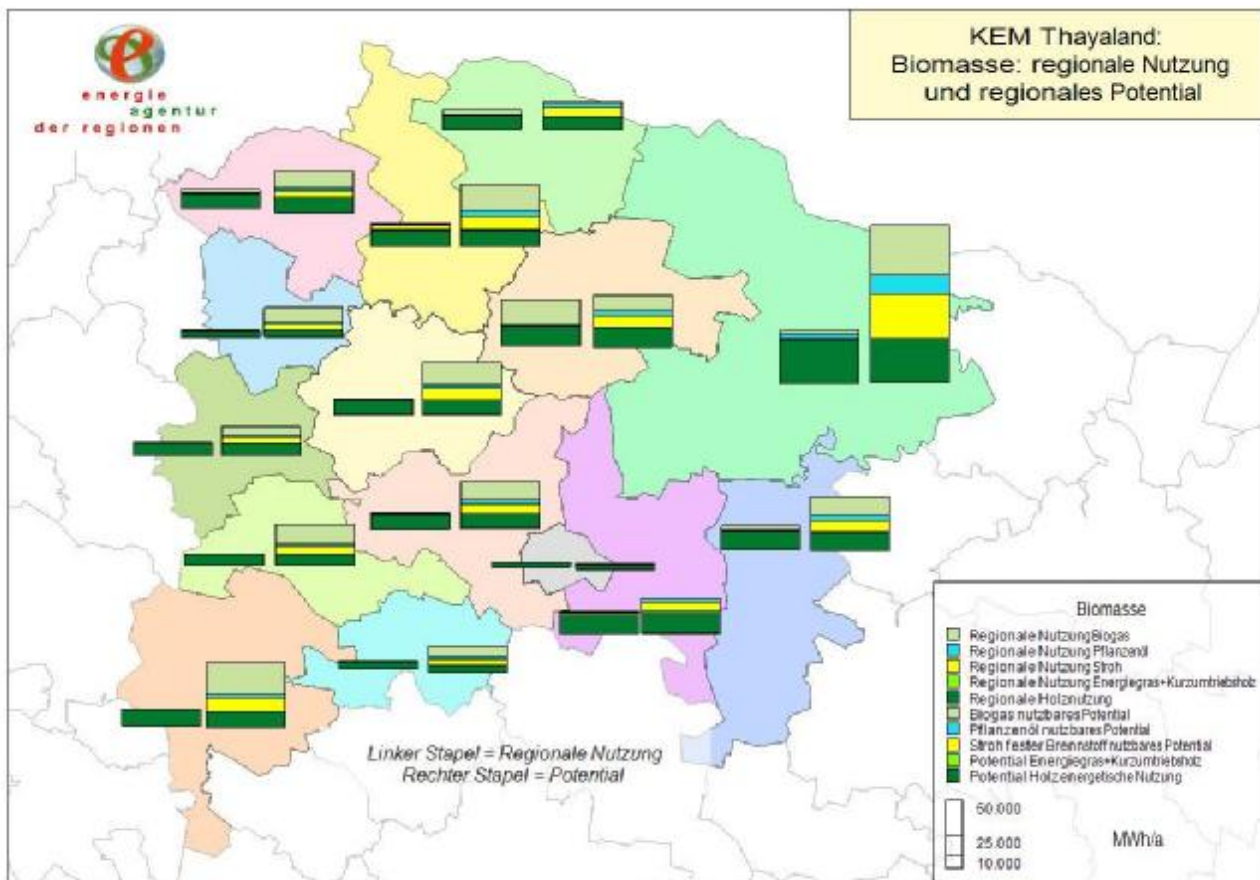 energie
agentur
der regionen
KEM Thayaland:
Biomasse: regionale Nutzung
und regionales Potential
Linker Stapel = Regionale Nutzung
Rechter Stapel = Potential
Biomasse
Regionale Nutzung Biogas
Regionale Nutzung Pflanzenöl
Regionale Nutzung Stroh
Regionale Nutzung Energiegras+Kurzumtriebsholz
Regionale Holznutzung
Biogas nutzbares Potential
Pflanzenöl nutzbares Potential
Stroh fester Brennstoff nutzbares Potential
Potential Energiegras+Kurzumtriebsholz
Potential Holz energetische Nutzung
50.000
25.000
10.000
MWh/a